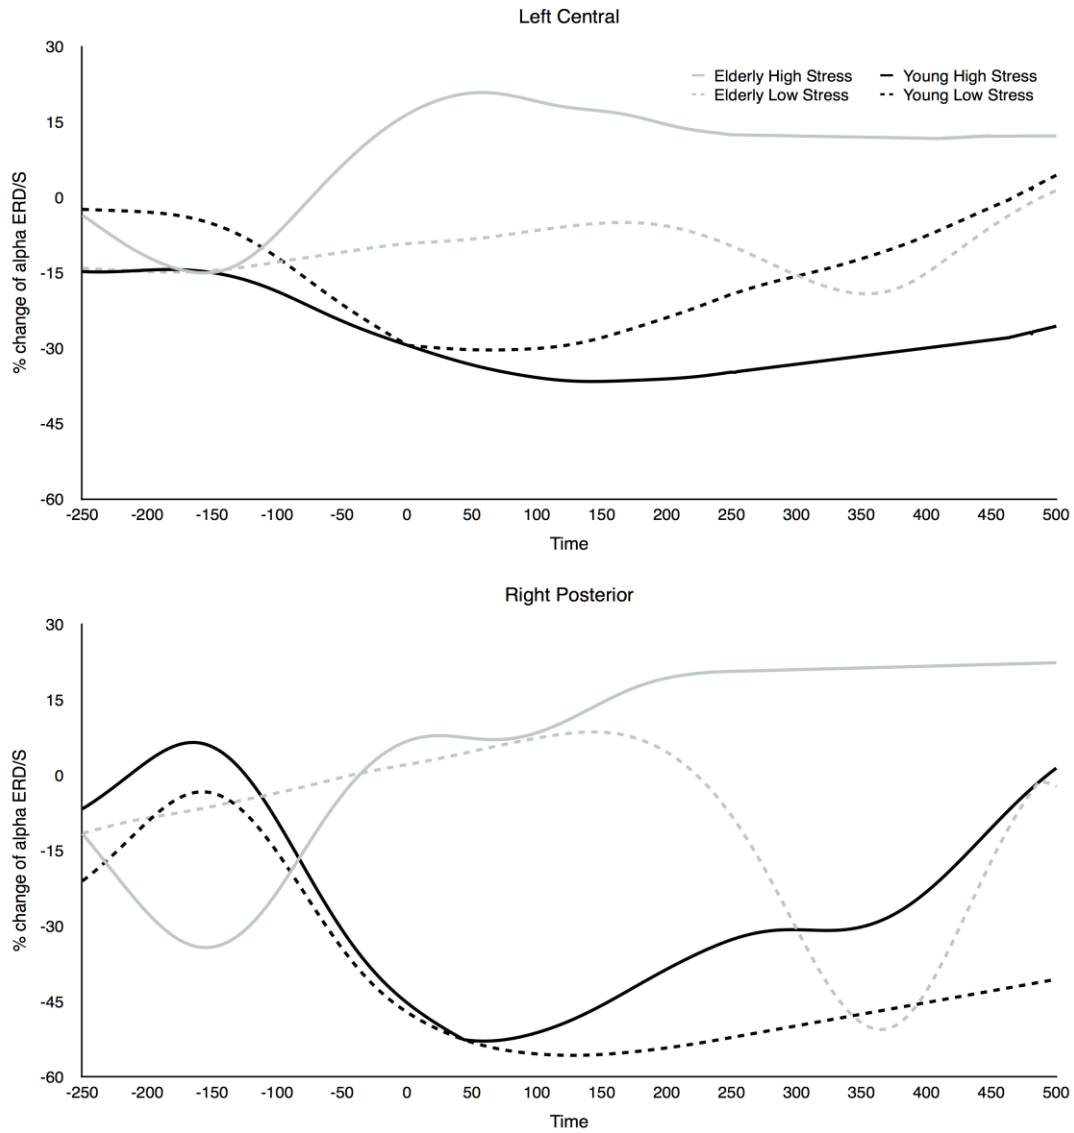 Left Central
30
Elderly High Stress Young High Stress
Elderly Low Stress Young Low Stress
15
0
-15
-30
-45
-60
% change of alpha ERD/S
-250 -200 -150 -100 -50 0 50 100 150 200 250 300 350 400 450 500
Time
Right Posterior
30
15
0
-15
-30
-45
-60
% change of alpha ERD/S
-250 -200 -150 -100 -50 0 50 100 150 200 250 300 350 400 450 500
Time